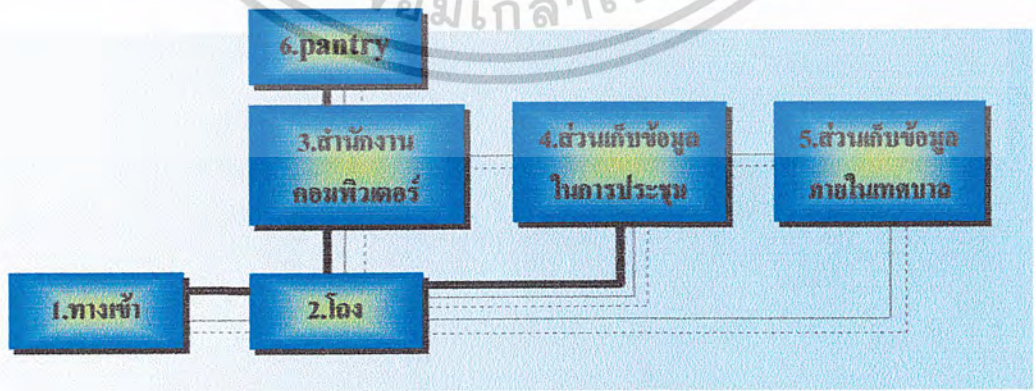 6.pantry
3.สำนักงาน
คอมพิวเตอร์
4.ส่วนเก็บข้อมูล
ในการประชุม
5.ส่วนเก็บข้อมูล
ภายในเทศบาล
1.ทางเข้า
2.โถง